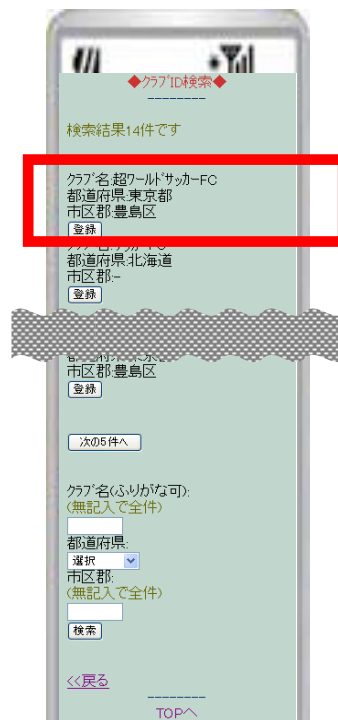 ◆クラブID検索◆
--------
検索結果14件です
クラブ名:超ワールドサッカーFC
都道府県:東京都
市区郡:豊島区
登録
都道府県:北海道
市区郡:-
登録
市区郡:豊島区
登録
次の5件へ
クラブ名(ふりがな可):
(無記入で全件)
都道府県:
選択
市区郡:
(無記入で全件)
検索
<<戻る
--------
TOPへ